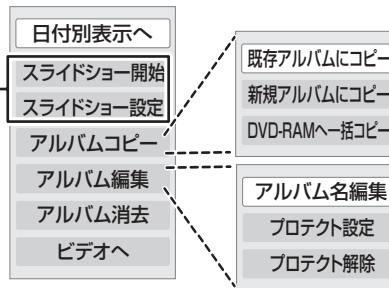 日付別表示へ
スライドショー開始
スライドショー設定
アルバムコピー
アルバム編集
アルバム消去
ビデオへ
既存アルバムにコピー
新規アルバムにコピー
DVD-RAMへ一括コピー
アルバム名編集
プロテクト設定
プロテクト解除